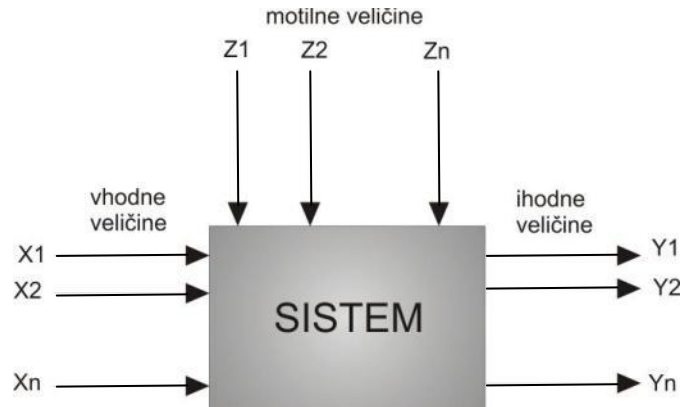 motilne veličine
Z1 Z2 Zn
vhodne
veličine
ihodne
veličine
X1 Y1
X2 Y2
SISTEM
Xn Yn